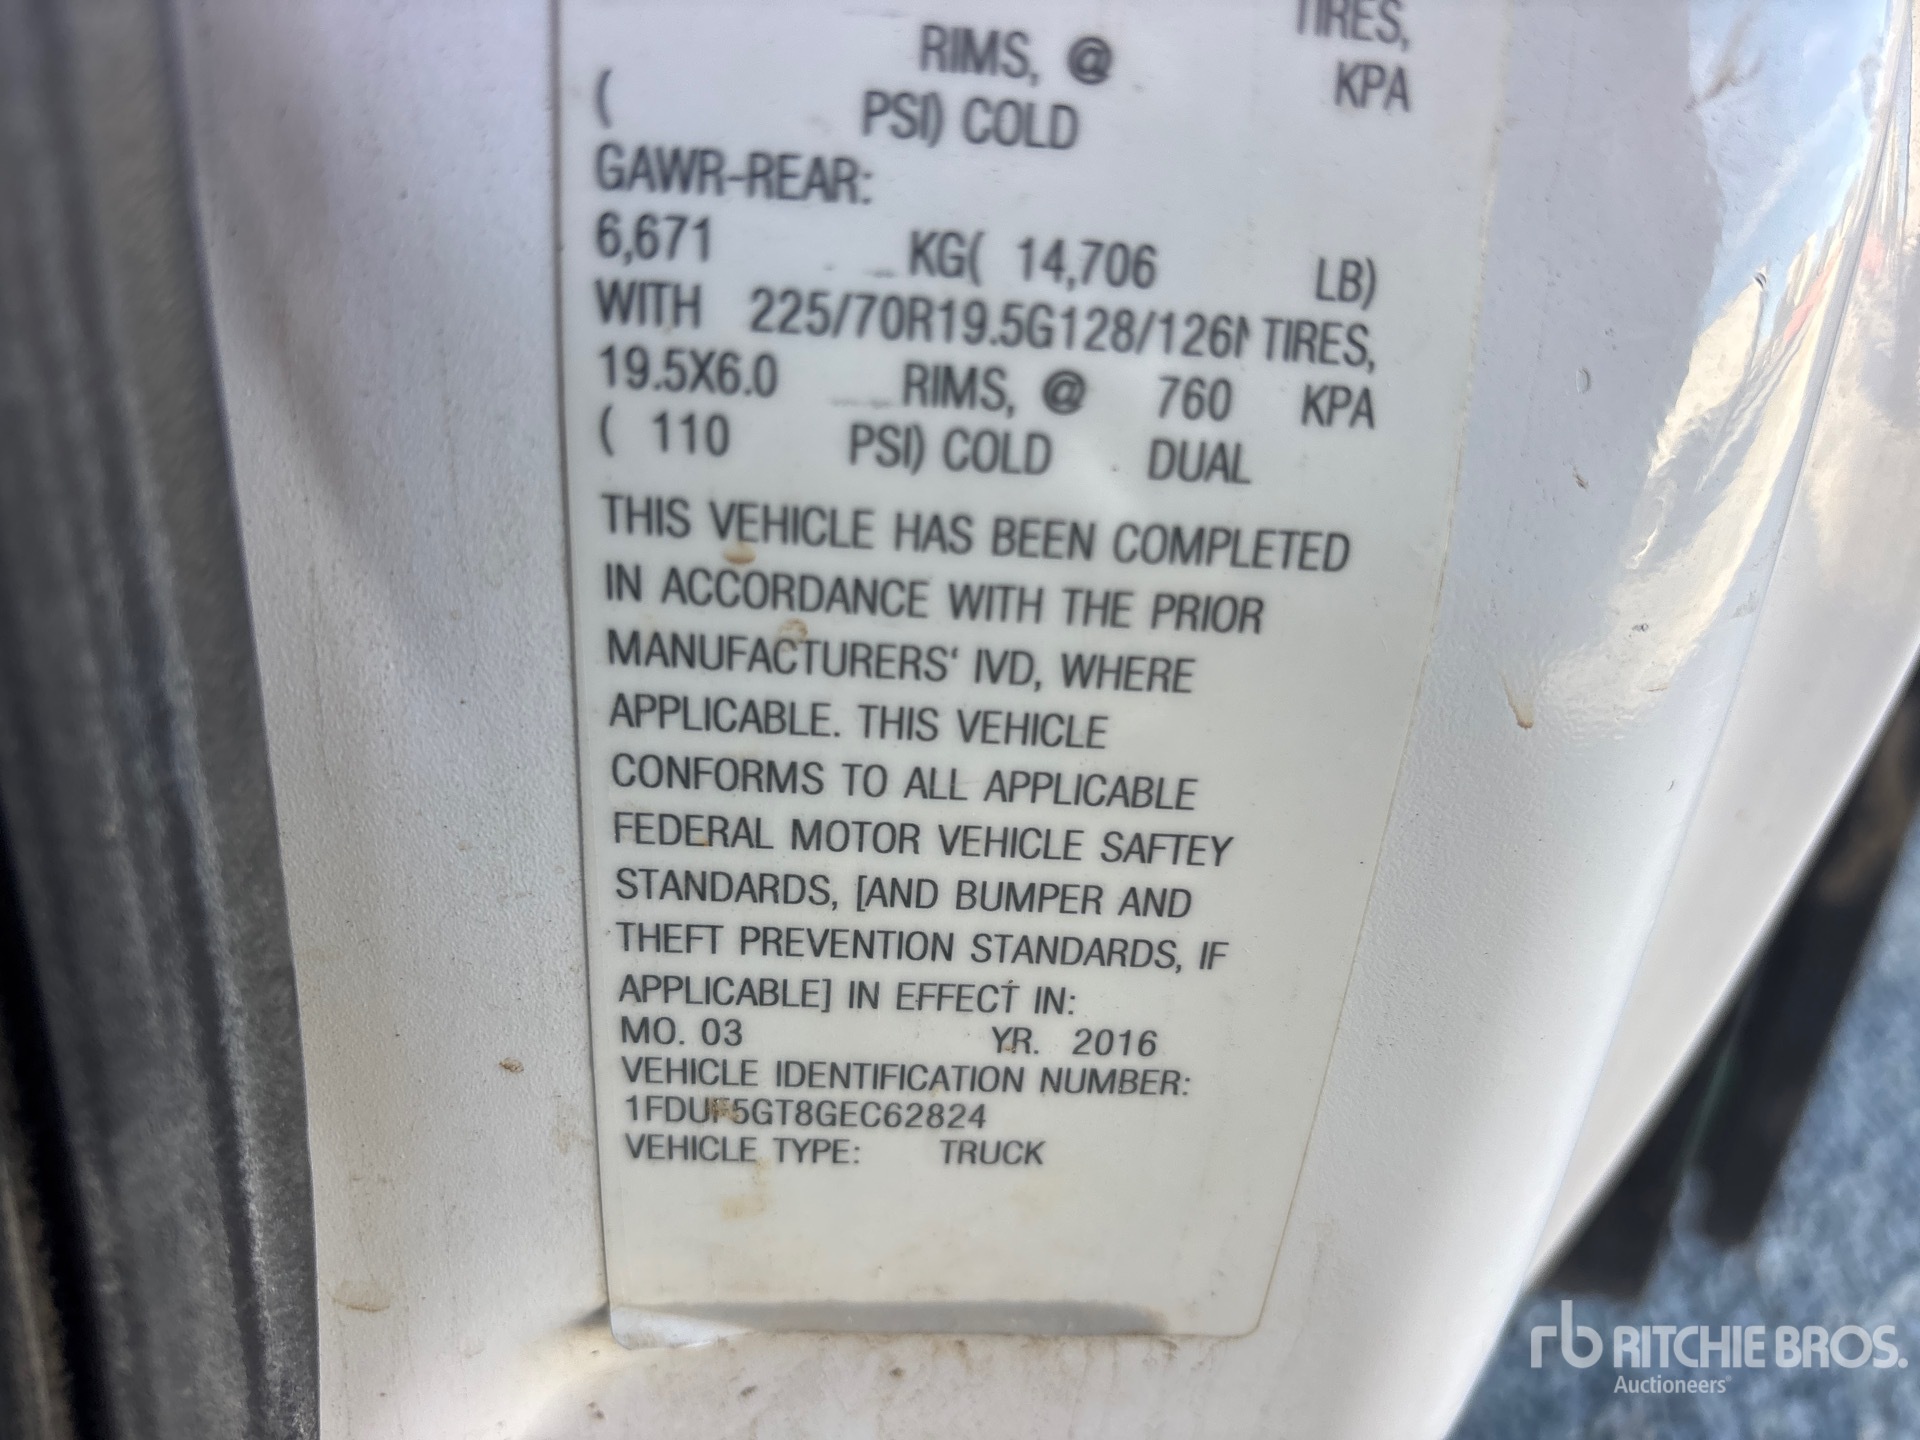 TIRES,
RIMS, @ KPA
( PSI) COLD
GAWR-REAR:
6,671 KG( 14,706 LB)
WITH 225/70R19.5G128/126N TIRES,
19.5X6.0 RIMS, @ 760 KPA
( 110 PSI) COLD DUAL
THIS VEHICLE HAS BEEN COMPLETED
IN ACCORDANCE WITH THE PRIOR
MANUFACTURERS' IVD, WHERE
APPLICABLE. THIS VEHICLE
CONFORMS TO ALL APPLICABLE
FEDERAL MOTOR VEHICLE SAFTEY
STANDARDS, [AND BUMPER AND
THEFT PREVENTION STANDARDS, IF
APPLICABLE] IN EFFECT IN:
MO. 03 YR. 2016
VEHICLE IDENTIFICATION NUMBER:
1FDUF5GT8GEC62824
VEHICLE TYPE: TRUCK
rb RITCHIE BROS.
Auctioneers